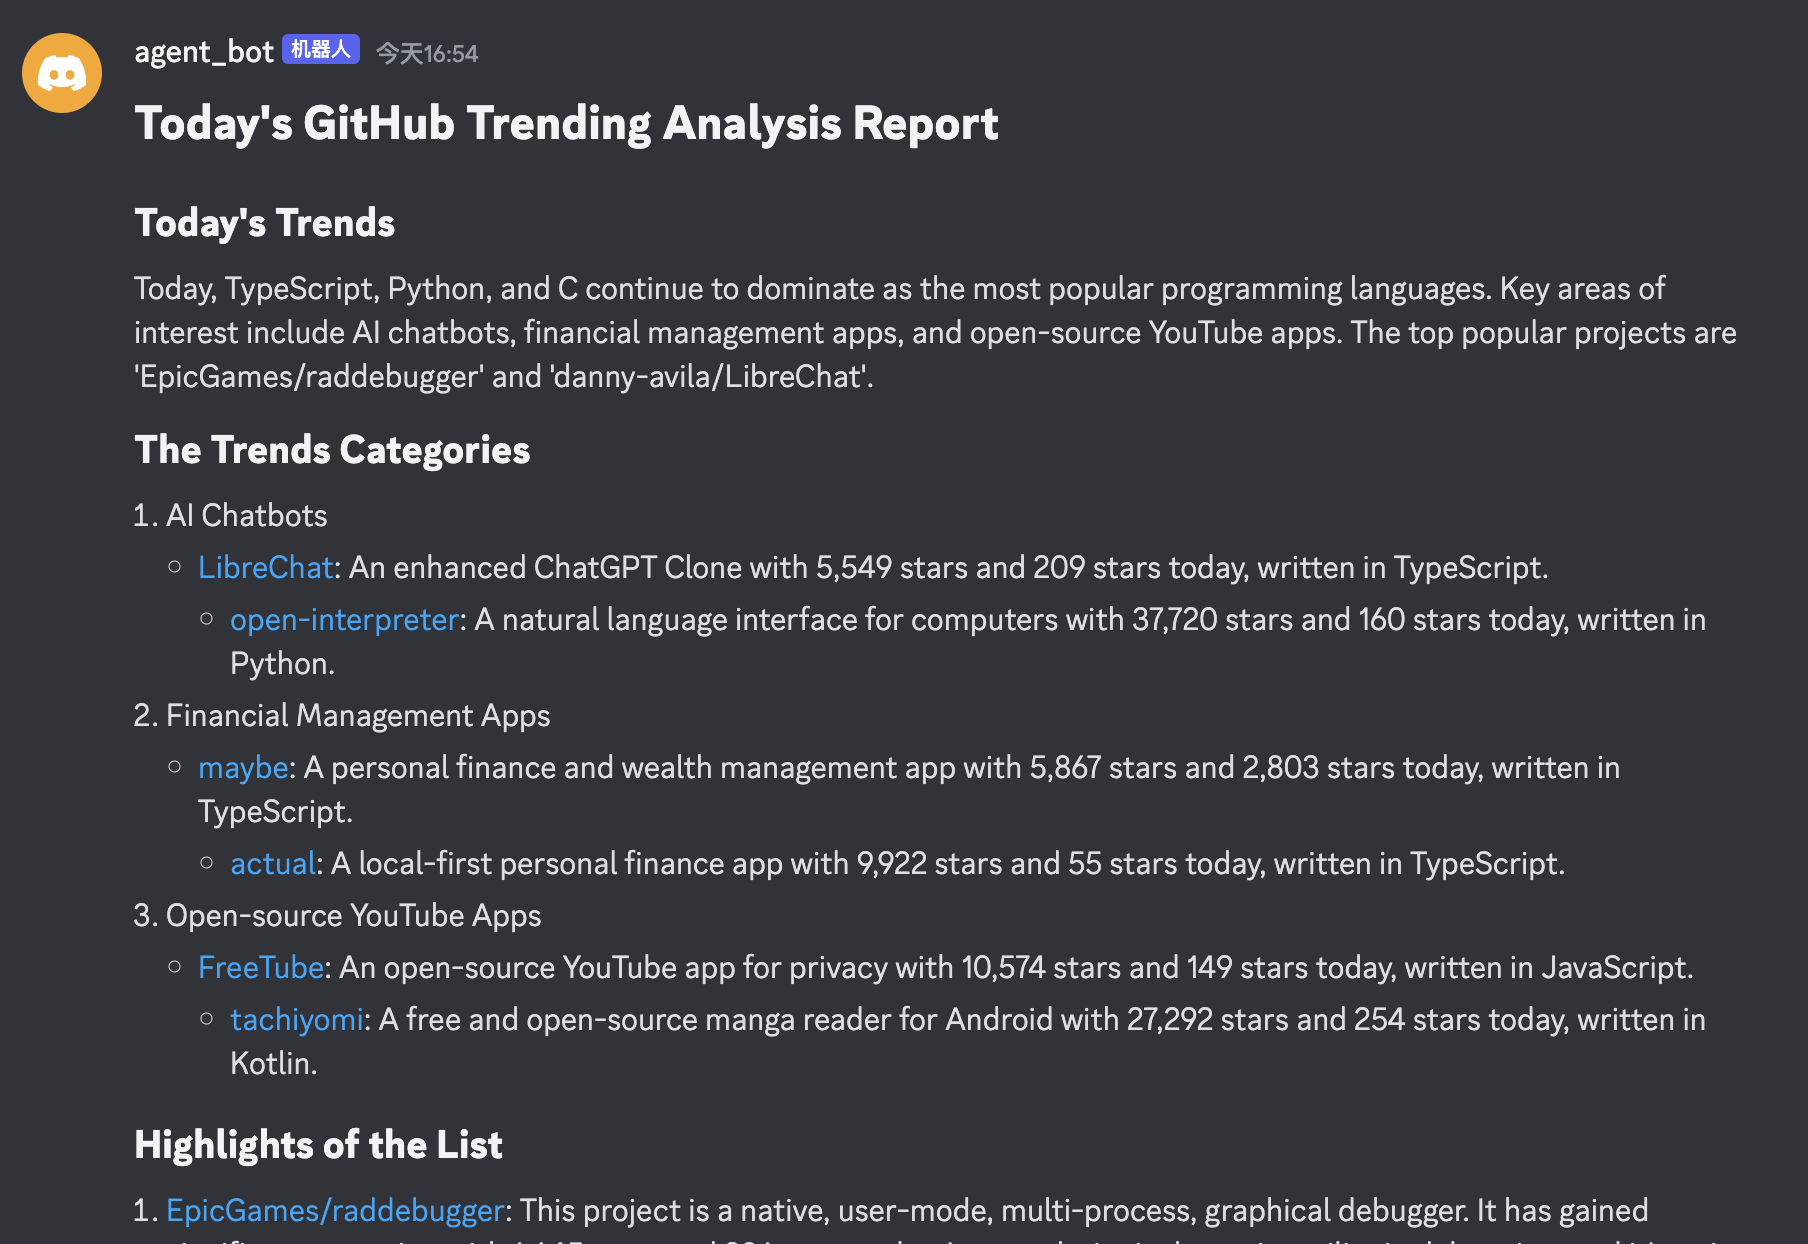 agent_bot 机器人 今天16:54
Today's GitHub Trending Analysis Report
Today's Trends
Today, TypeScript, Python, and C continue to dominate as the most popular programming languages. Key areas of
interest include AI chatbots, financial management apps, and open-source YouTube apps. The top popular projects are
'EpicGames/raddebugger' and 'danny-avila/LibreChat'.
The Trends Categories
1. AI Chatbots
◦ LibreChat: An enhanced ChatGPT Clone with 5,549 stars and 209 stars today, written in TypeScript.
◦ open-interpreter: A natural language interface for computers with 37,720 stars and 160 stars today, written in
Python.
2. Financial Management Apps
◦ maybe: A personal finance and wealth management app with 5,867 stars and 2,803 stars today, written in
TypeScript.
◦ actual: A local-first personal finance app with 9,922 stars and 55 stars today, written in TypeScript.
3. Open-source YouTube Apps
◦ FreeTube: An open-source YouTube app for privacy with 10,574 stars and 149 stars today, written in JavaScript.
◦ tachiyomi: A free and open-source manga reader for Android with 27,292 stars and 254 stars today, written in
Kotlin.
Highlights of the List
1. EpicGames/raddebugger: This project is a native, user-mode, multi-process, graphical debugger. It has gained